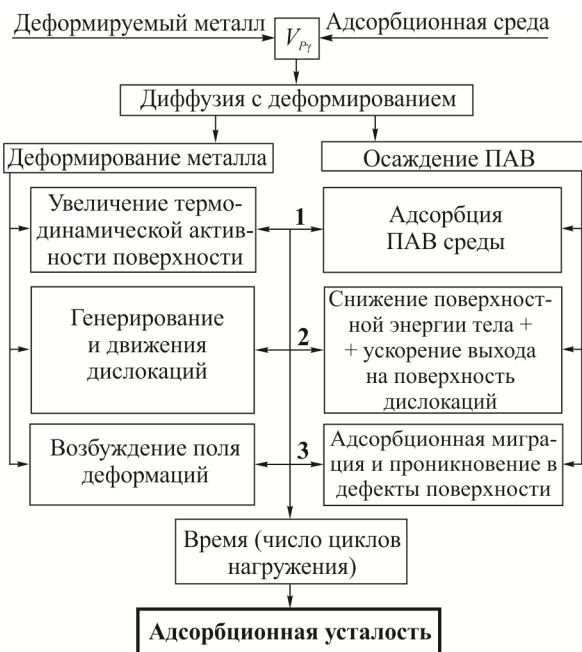 Деформируемый металл
Адсорбционная среда
V_{Pγ}
Диффузия с деформированием
Деформирование металла
Осаждение ПАВ
Увеличение термо-
динамической актив-
ности поверхности
1
Адсорбция
ПАВ среды
Генерирование
и движения
дислокаций
2
Снижение поверхност-
ной энергии тела +
+ ускорение выхода
на поверхность
дислокаций
Возбуждение поля
деформаций
3
Адсорбционная мигра-
ция и проникновение в
дефекты поверхности
Время (число циклов
нагружения)
Адсорбционная усталость